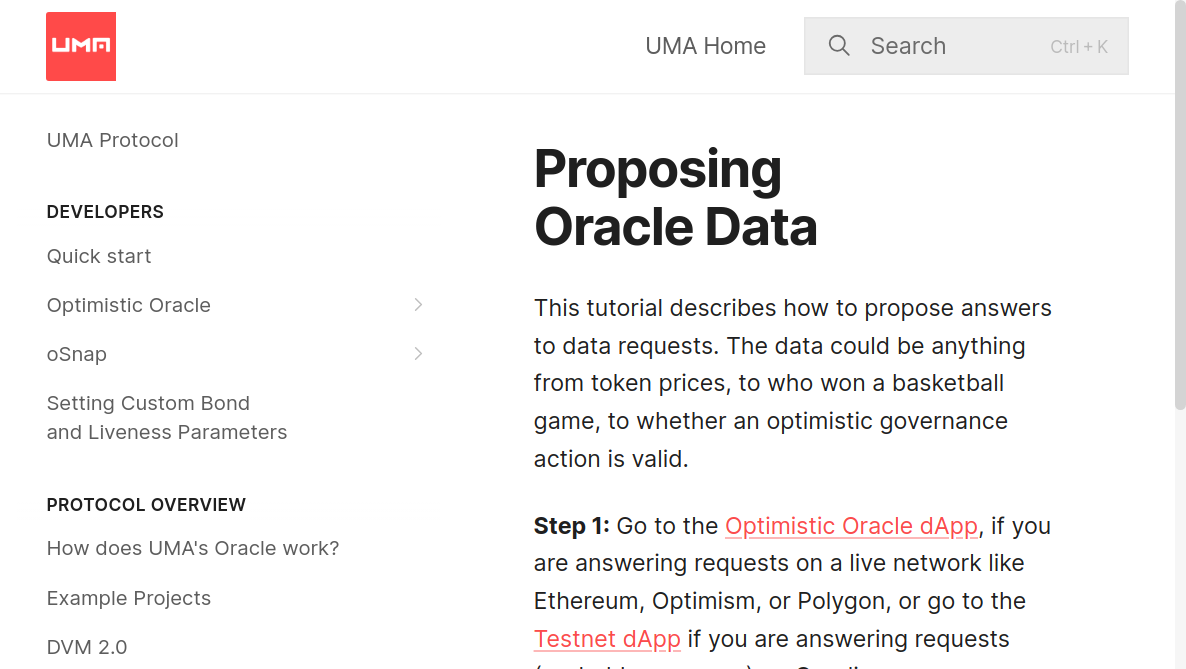 UMA
UMA Home
Search
Ctrl + K
UMA Protocol
DEVELOPERS
Quick start
Optimistic Oracle
oSnap
Setting Custom Bond
and Liveness Parameters
PROTOCOL OVERVIEW
How does UMA's Oracle work?
Example Projects
DVM 2.0
Proposing
Oracle Data
This tutorial describes how to propose answers
to data requests. The data could be anything
from token prices, to who won a basketball
game, to whether an optimistic governance
action is valid.
Step 1: Go to the Optimistic Oracle dApp, if you
are answering requests on a live network like
Ethereum, Optimism, or Polygon, or go to the
Testnet dApp if you are answering requests